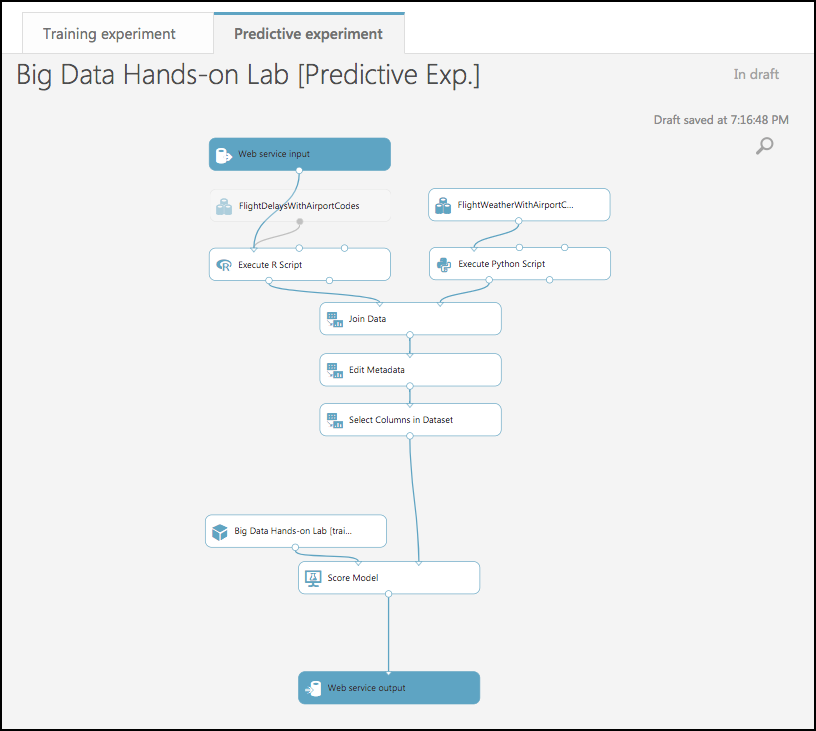 Training experiment
Predictive experiment
Big Data Hands-on Lab [Predictive Exp.]
In draft
Draft saved at 7:16:48 PM
Web service input
FlightDelaysWithAirportCodes
FlightWeatherWithAirportC...
Execute R Script
Execute Python Script
Join Data
Edit Metadata
Select Columns in Dataset
Big Data Hands-on Lab [trai...
Score Model
Web service output